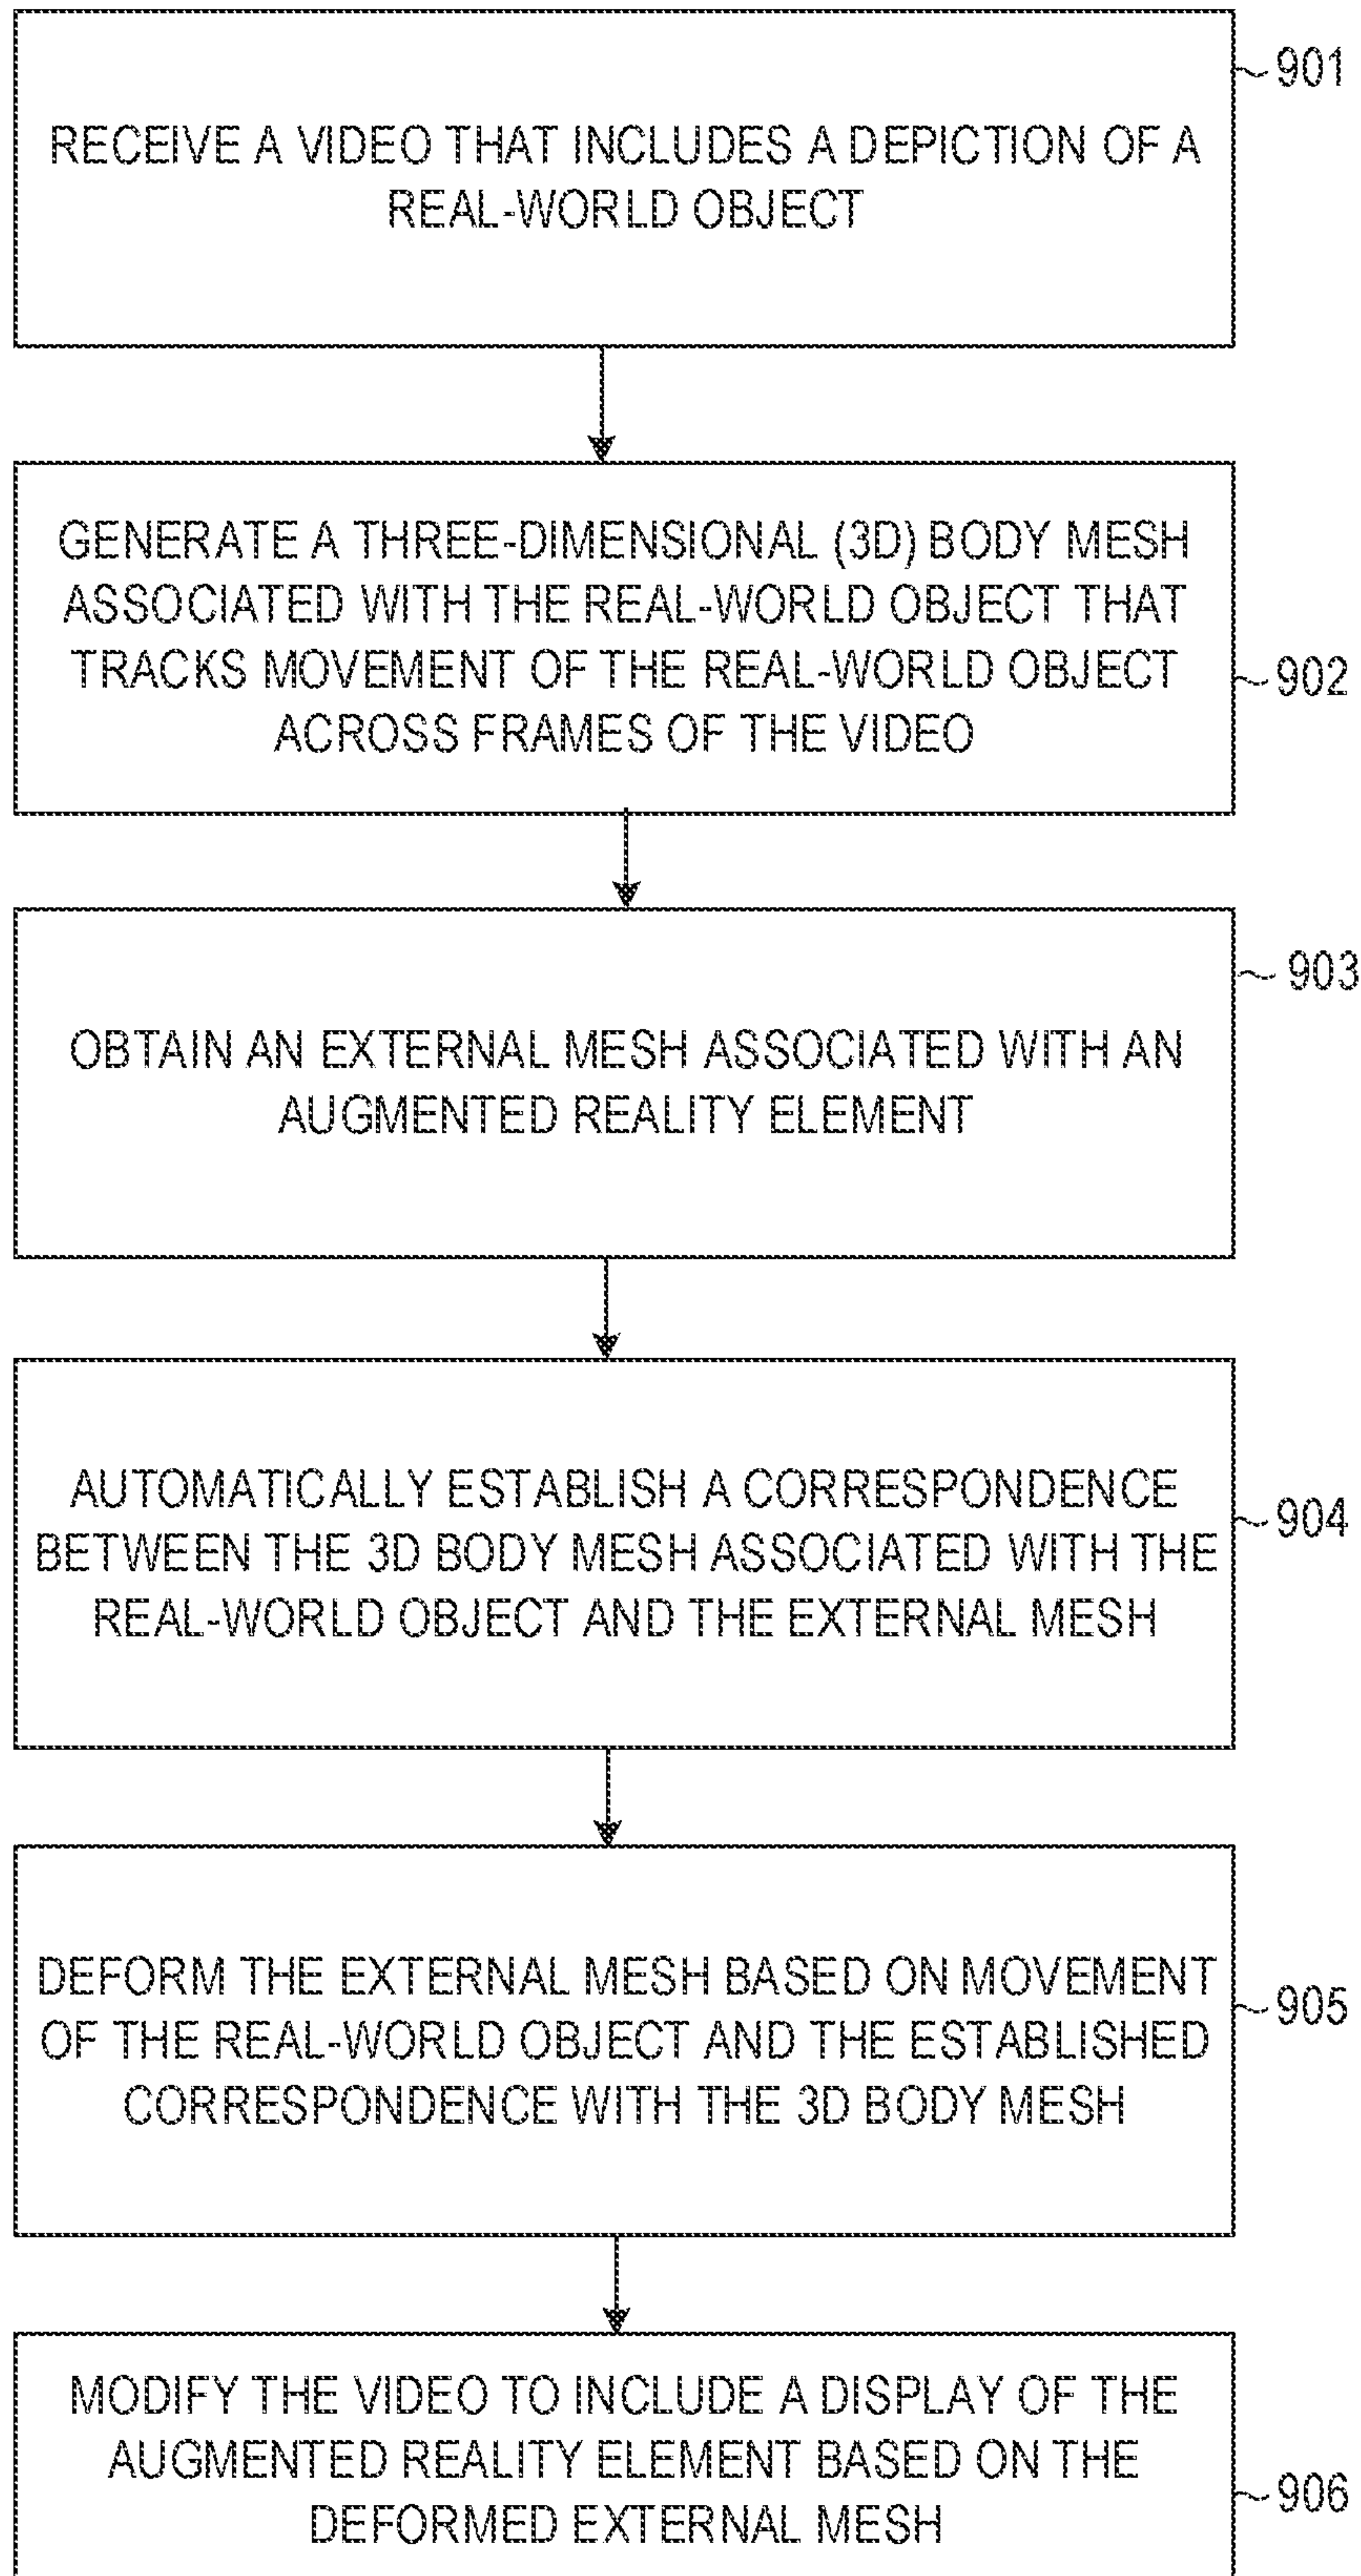 901
RECEIVE A VIDEO THAT INCLUDES A DEPICTION OF A
REAL-WORLD OBJECT
GENERATE A THREE-DIMENSIONAL (3D) BODY MESH
ASSOCIATED WITH THE REAL-WORLD OBJECT THAT
TRACKS MOVEMENT OF THE REAL-WORLD OBJECT
902
ACROSS FRAMES OF THE VIDEO
903
OBTAIN AN EXTERNAL MESH ASSOCIATED WITH AN
AUGMENTED REALITY ELEMENT
AUTOMATICALLY ESTABLISH A CORRESPONDENCE
904
BETWEEN THE 3D BODY MESH ASSOCIATED WITH THE
REAL-WORLD OBJECT AND THE EXTERNAL MESH
DEFORM THE EXTERNAL MESH BASED ON MOVEMENT
905
OF THE REAL-WORLD OBJECT AND THE ESTABLISHED
CORRESPONDENCE WITH THE 3D BODY MESH
MODIFY THE VIDEO TO INCLUDE A DISPLAY OF THE
AUGMENTED REALITY ELEMENT BASED ON THE
906
DEFORMED EXTERNAL MESH